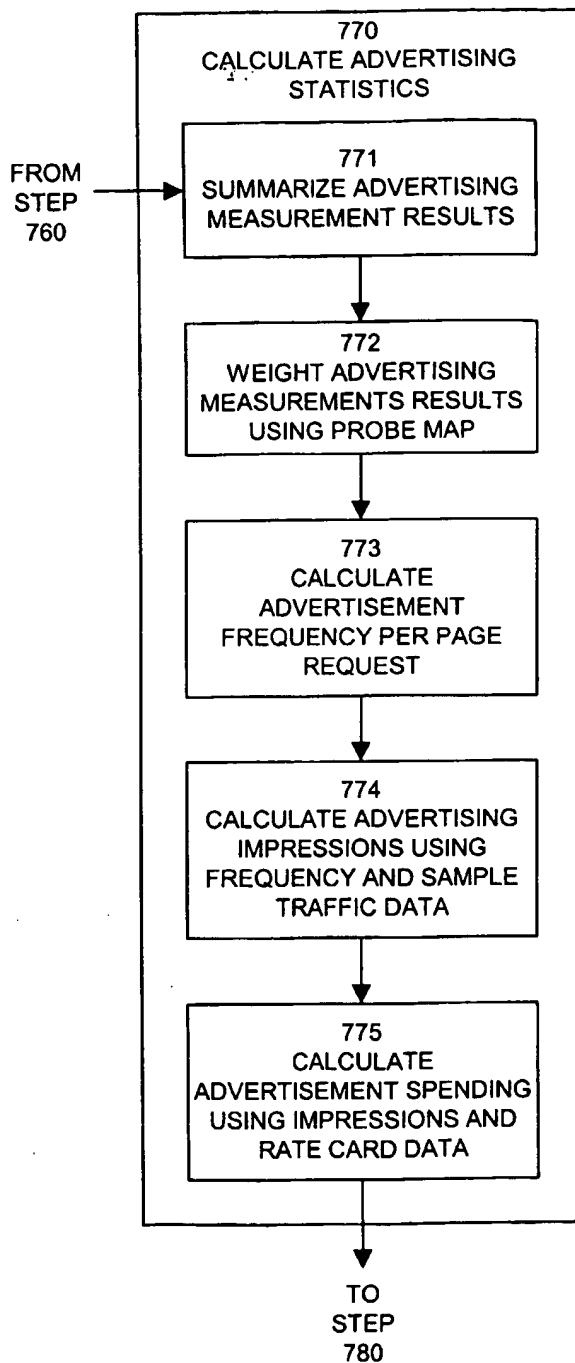 770
CALCULATE ADVERTISING
STATISTICS
FROM
STEP
760
771
SUMMARIZE ADVERTISING
MEASUREMENT RESULTS
772
WEIGHT ADVERTISING
MEASUREMENTS RESULTS
USING PROBE MAP
773
CALCULATE
ADVERTISEMENT
FREQUENCY PER PAGE
REQUEST
774
CALCULATE ADVERTISING
IMPRESSIONS USING
FREQUENCY AND SAMPLE
TRAFFIC DATA
775
CALCULATE
ADVERTISEMENT SPENDING
USING IMPRESSIONS AND
RATE CARD DATA
TO
STEP
780